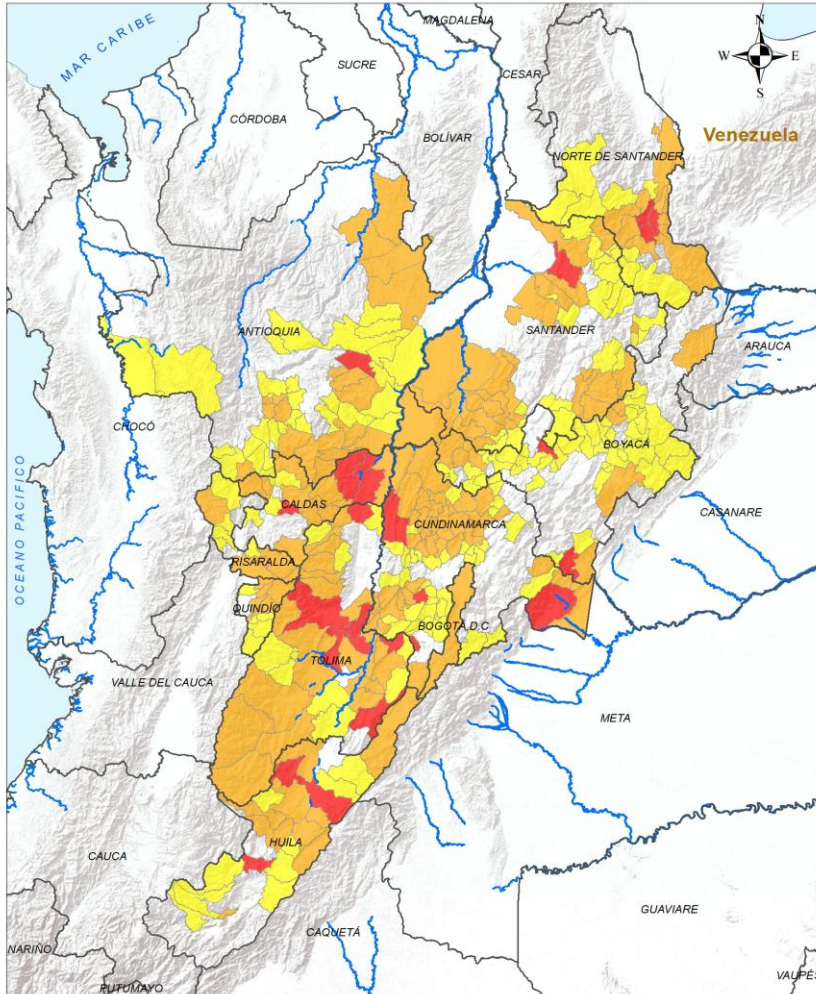 MAGDALENA
N
MAR CARIBE
SUCRE
W
E
CESAR
S
CÓRDOBA
BOLÍVAR
Venezuela
NORTE DE SANTANDER
ANTIOQUIA
SANTANDER
ARAUCA
CHOCÓ
BOYACÁ
OCEANO PACIFICO
CALDAS
CUNDINAMARCA
CASANARE
RISARALDA
QUINDÍO
BOGOTÁ, D.C
TOLIMA
VALLE DEL CAUCA
META
HUILA
CAUCA
GUAVIARE
CAQUETÁ
NARIÑO
PUTUMAYO
VAUPÉS